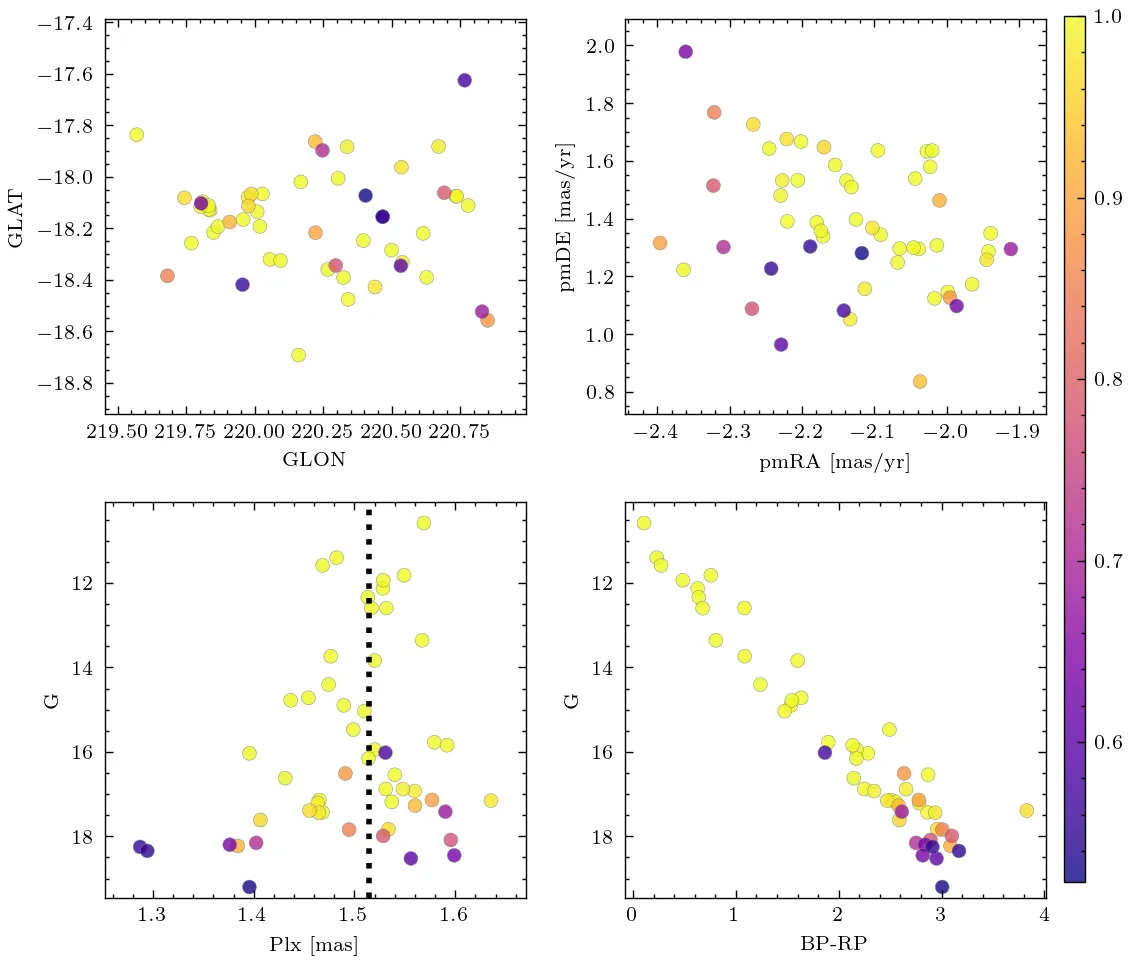 −17.4
−17.6
−17.8
−18.0
−18.2
−18.4
−18.6
−18.8
GLAT
219.50 219.75 220.00 220.25 220.50 220.75
GLON
2.0
1.8
1.6
1.4
1.2
1.0
0.8
pmDE [mas/yr]
−2.4 −2.3 −2.2 −2.1 −2.0 −1.9
pmRA [mas/yr]
1.0
0.9
0.8
0.7
0.6
12
14
16
18
G
1.3 1.4 1.5 1.6
Plx [mas]
12
14
16
18
G
0 1 2 3 4
BP-RP